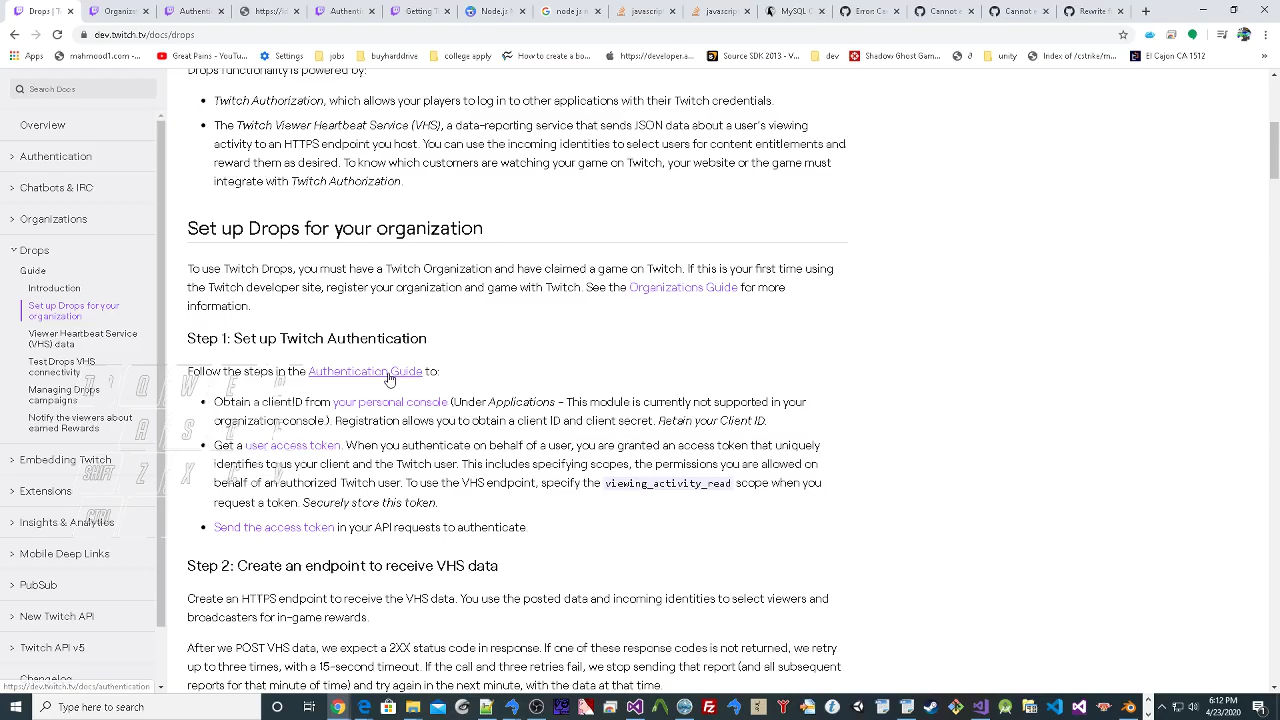 Drops | T
Organiz
Authenti
https://lo
Authenti
Getting T
Node.js
node js
javascrip
javascrip
MySQL
Error Ca
Cannot
Cannot
Rewrite
dev.twitch.tv/docs/drops
Apps
mahmood1.com -...
Great Pains - YouTu...
Settings
jobs
buyharddrive
college apply
How to create a bo...
https://developer.a...
Source SDK 2013 - V...
dev
Shadow Ghost Gam...
unity
Index of /cstrike/m...
El Cajon CA 1512
»
Search Docs
Overview
Authentication
Chatbots & IRC
Organizations
Drops
Guide
Introduction
Set up Drops for your
organization
Viewer Heartbeat Service
(VHS) data
Test Drops VHS
connectivity
Managing Drops
campaigns
Notify the viewers about
earned Rewards
Embedding Twitch
Extensions
Insights & Analytics
Mobile Deep Links
PubSub
New Twitch API
Twitch API v5
Changelog
Q W E
A S
SHIFT Z X C
CTRL
Drops functionality is powered by:
Twitch Authorization, which allows your players to log in to other applications with their Twitch credentials.
The Twitch Viewer Heartbeat Service (VHS), a data-reporting service that sends JSON data about a user's viewing
activity to an HTTPS endpoint you host. You can use the incoming identities to select users for content entitlements and
reward them as desired. To know which customers are watching your game on Twitch, your website or the game must
integrate with Twitch Authorization.
Set up Drops for your organization
To use Twitch Drops, you must have a Twitch Organization and have claimed a game on Twitch. If this is your first time using
the Twitch developer site, register your organization and game with Twitch. See the Organizations Guide for more
information.
Step 1: Set up Twitch Authentication
Follow the steps in the Authentication Guide to:
Obtain a clientID from your personal console (Under Applications - This module is currently not supported in your
organization console.). Registration allows you to obtain a client ID and client secret. Retain your Client ID.
Get a user access token. When you authenticate on behalf of a user, you are granted an access token that uniquely
identifies to us your client and the Twitch user. This includes specifying scopes, the permissions you are allowed on
behalf of an authorized Twitch user. To use the VHS endpoint, specify the viewing_activity_read scope when you
request a token. Securely store this token.
Send the access token in your API requests to authenticate.
Step 2: Create an endpoint to receive VHS data
Create an HTTPS endpoint to receive the VHS data. You use the posted data and incoming identities to select viewers and
broadcasters for in-game rewards.
After we POST VHS data, we expect a 2XX status code in response. If one of these response codes is not returned, we retry
up to three times, with a 15-second timeout. If the call and three retries fail, we stop sending that report (and all subsequent
reports for that minute of time) and try again in the next minute, with the data at that time.
https://dev.twitch.tv/docs/authentication
Type here to search
6:12 PM
4/23/2020